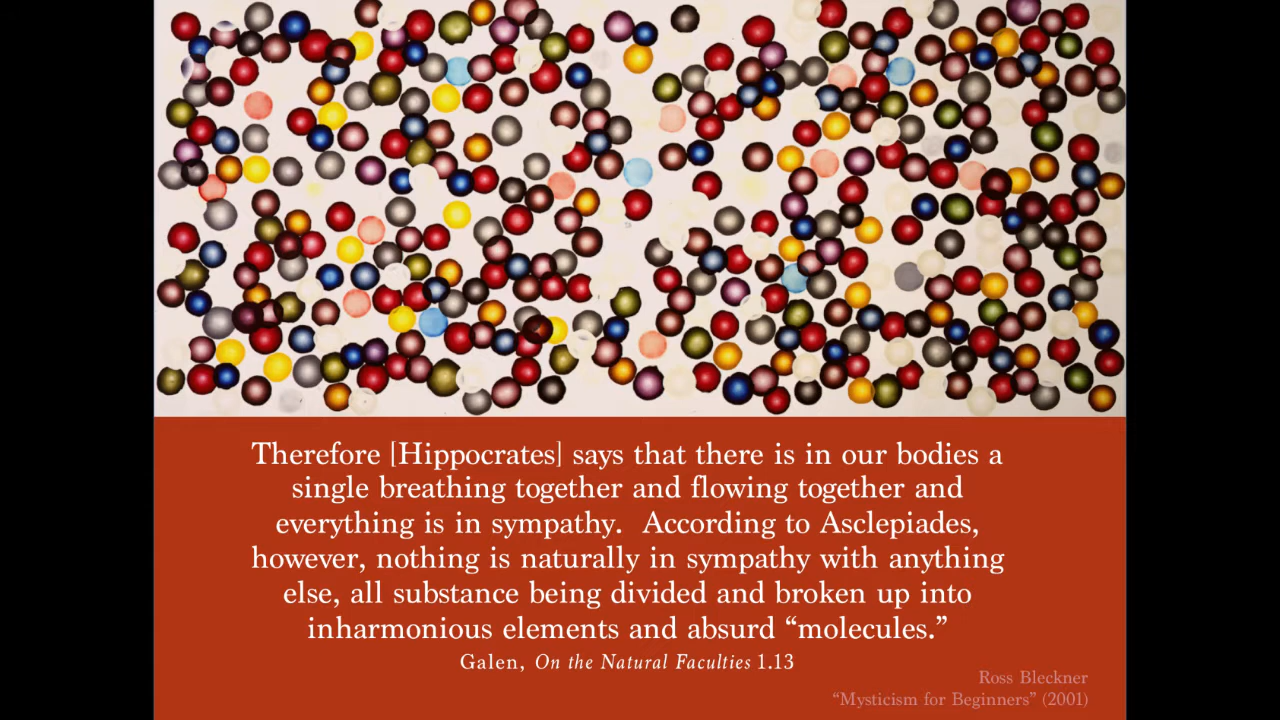 Therefore [Hippocrates] says that there is in our bodies a
single breathing together and flowing together and
everything is in sympathy.  According to Asclepiades,
however, nothing is naturally in sympathy with anything
else, all substance being divided and broken up into
inharmonious elements and absurd “molecules.”
Galen, On the Natural Faculties 1.13
Ross Bleckner
“Mysticism for Beginners” (2001)